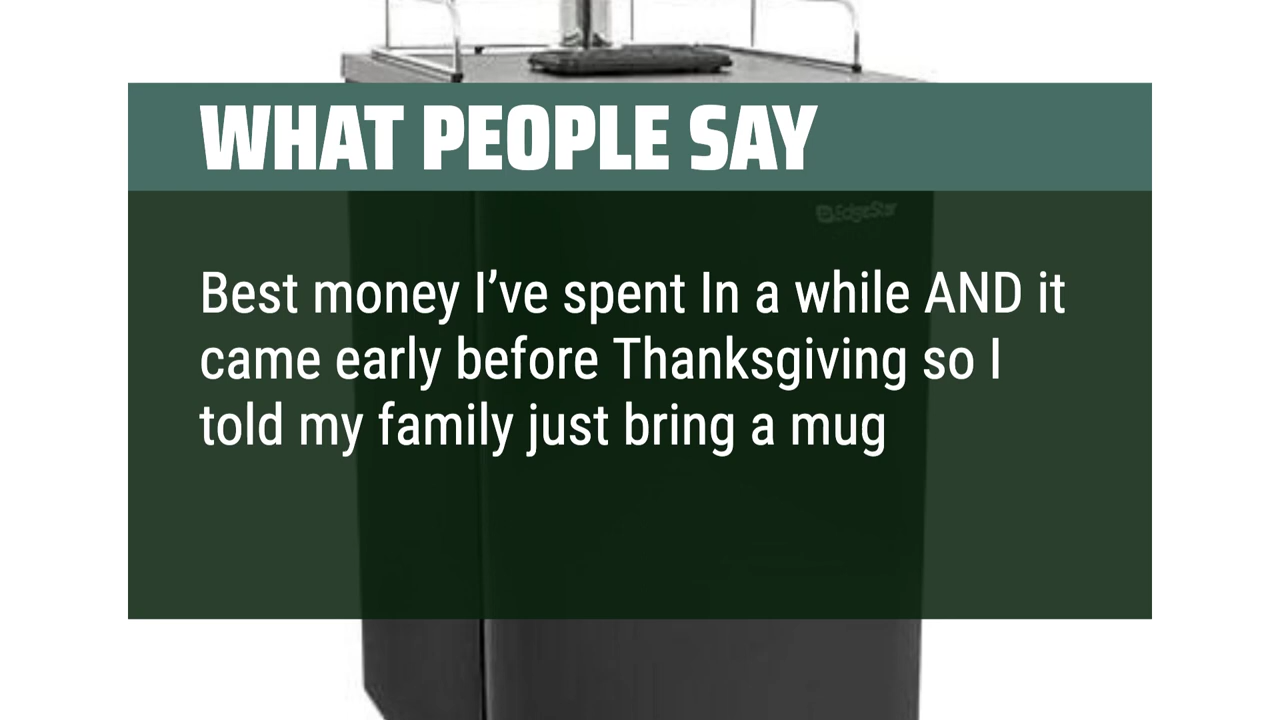 WHAT PEOPLE SAY
EdgeStar
Best money I’ve spent In a while AND it
came early before Thanksgiving so I
told my family just bring a mug